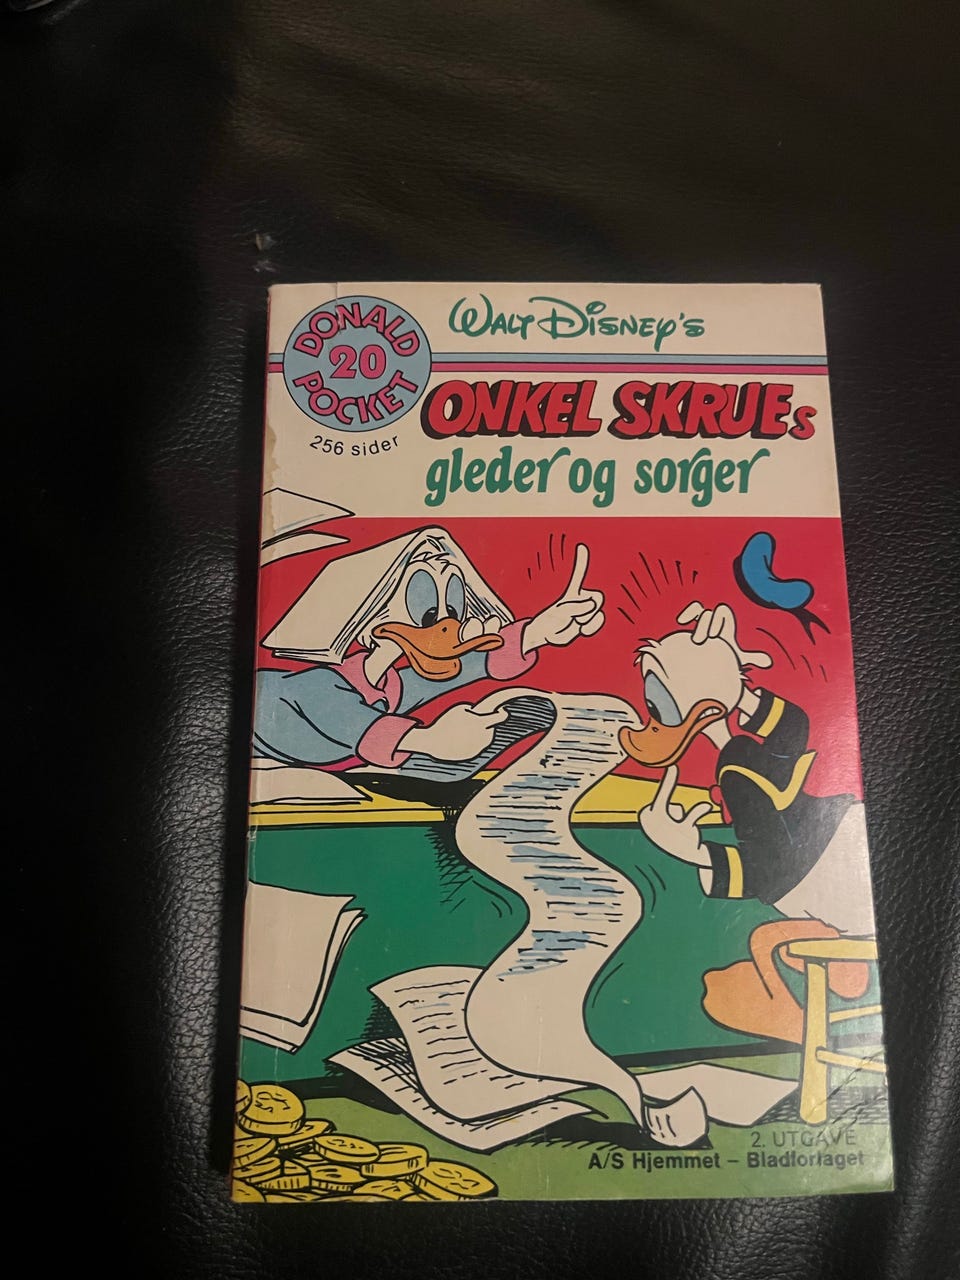 DONALD
20
POCKET
256 sider
WALT DISNEY'S
ONKEL SKRUEs
gleder og sorger
2. UTGAVE
A/S Hjemmet – Bladforlaget